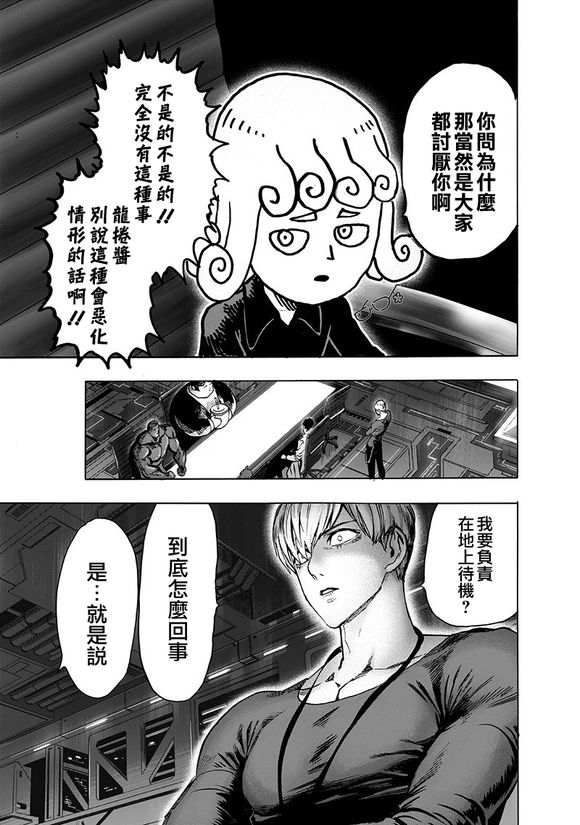 你問為什麼
那當然是大家
都討厭你啊
不是的不是的!!
完全沒有這種事
龍捲醬
別說這種會惡化
情形的話啊!!
我要負責
在地上待機?
到底怎麼回事
是…就是說